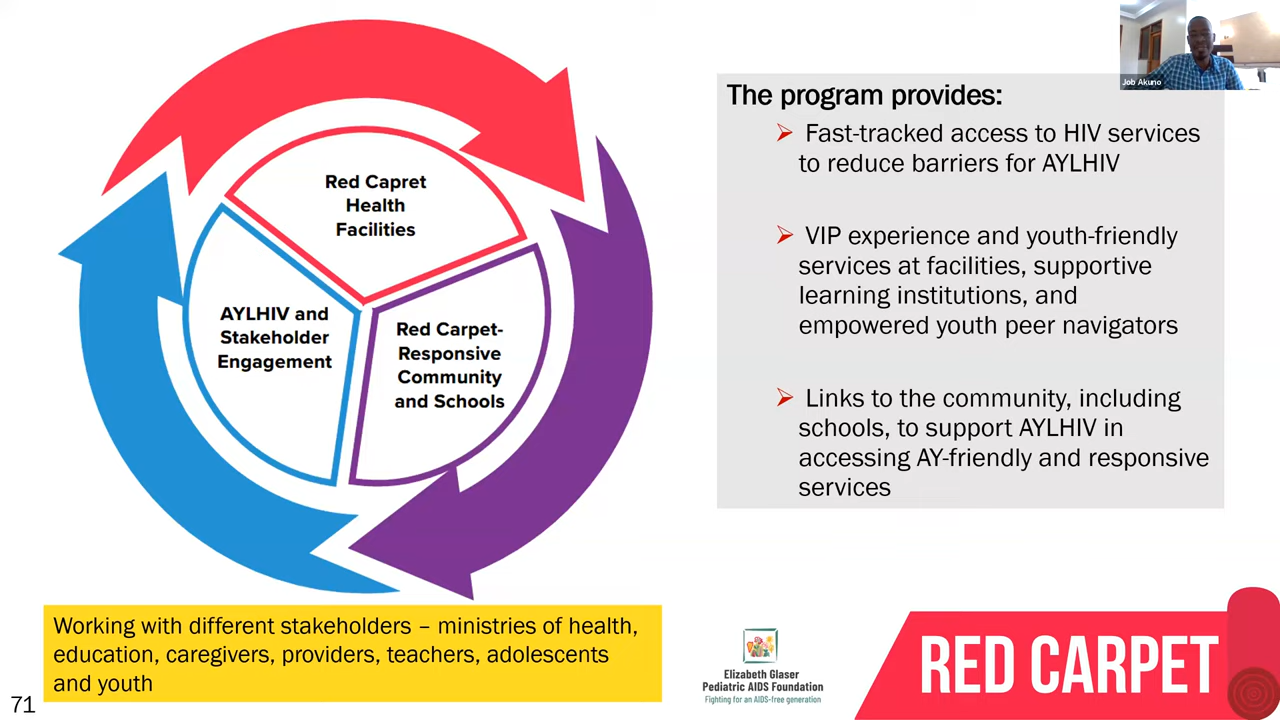 Job Akuno
Red Capret
Health
Facilities
AYLHIV and
Stakeholder
Engagement
Red Carpet-
Responsive
Community
and Schools
The program provides:
Fast-tracked access to HIV services
to reduce barriers for AYLHIV
VIP experience and youth-friendly
services at facilities, supportive
learning institutions, and
empowered youth peer navigators
Links to the community, including
schools, to support AYLHIV in
accessing AY-friendly and responsive
services
Working with different stakeholders – ministries of health,
education, caregivers, providers, teachers, adolescents
and youth
71
Elizabeth Glaser
Pediatric AIDS Foundation
Fighting for an AIDS-free generation
RED CARPET